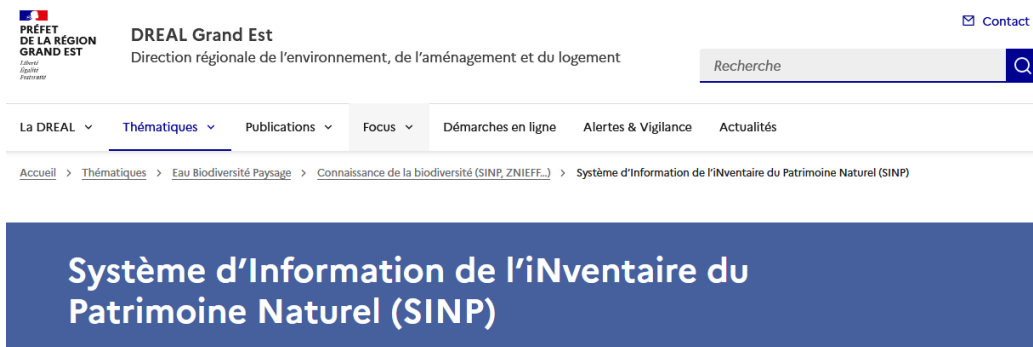 PRÉFET
DE LA RÉGION
GRAND EST
Liberté
Égalité
Fraternité
DREAL Grand Est
Direction régionale de l'environnement, de l'aménagement et du logement
Contact
Recherche
La DREAL
Thématiques
Publications
Focus
Démarches en ligne
Alertes & Vigilance
Actualités
Accueil > Thématiques > Eau Biodiversité Paysage > Connaissance de la biodiversité (SINP, ZNIEFF...) > Système d'Information de l'iNventaire du Patrimoine Naturel (SINP)
Système d'Information de l'iNventaire du
Patrimoine Naturel (SINP)